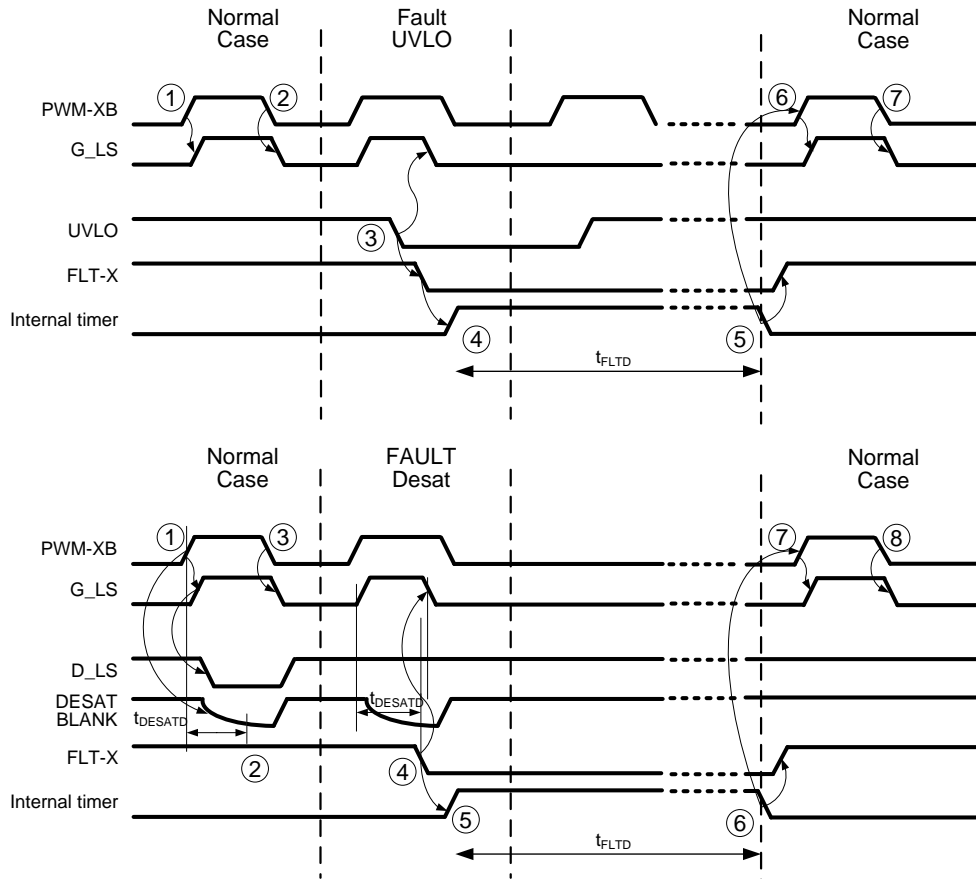 Normal
Case
Fault
UVLO
Normal
Case
PWM-XB
1
2
6
7
G_LS
UVLO
3
FLT-X
Internal timer
4
5
tFLTD
Normal
Case
FAULT
Desat
Normal
Case
PWM-XB
1
3
7
8
G_LS
D_LS
DESAT
BLANK
tDESATD
tDESATD
2
FLT-X
4
Internal timer
5
6
tFLTD